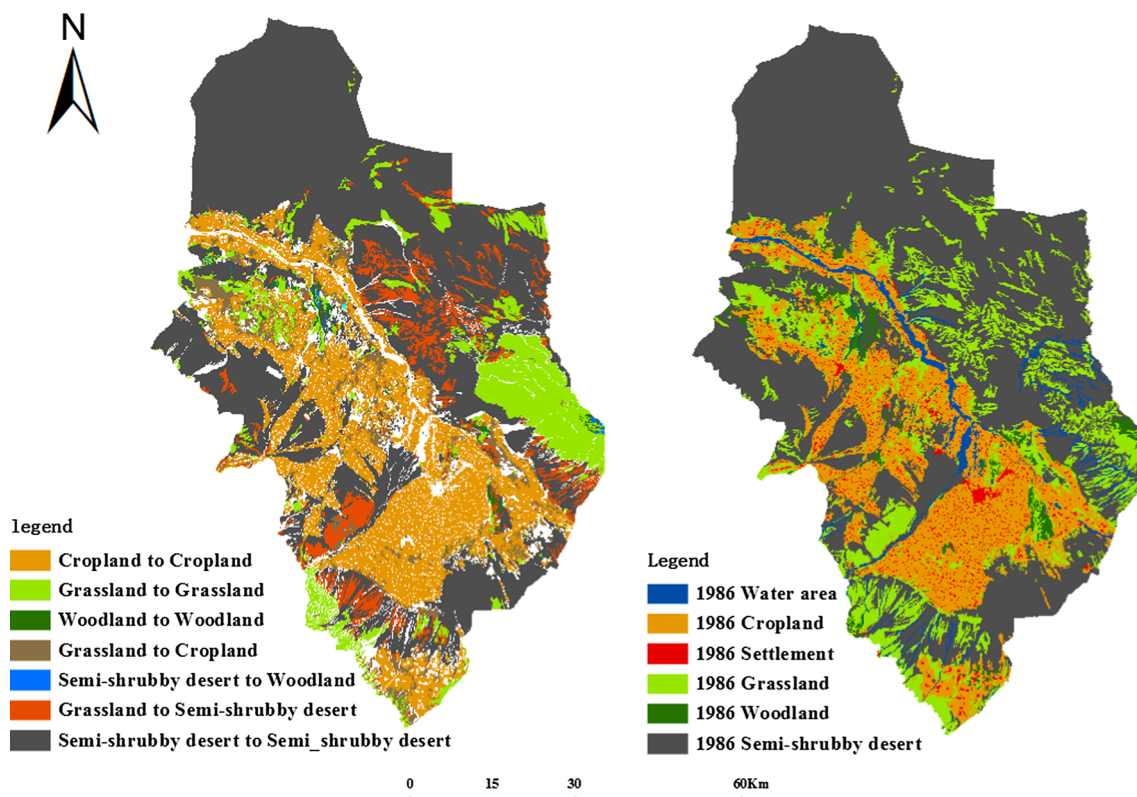 N
legend
Cropland to Cropland
Grassland to Grassland
Woodland to Woodland
Grassland to Cropland
Semi-shrubby desert to Woodland
Grassland to Semi-shrubby desert
Semi-shrubby desert to Semi_shrubby desert
Legend
1986 Water area
1986 Cropland
1986 Settlement
1986 Grassland
1986 Woodland
1986 Semi-shrubby desert
0 15 30 60Km